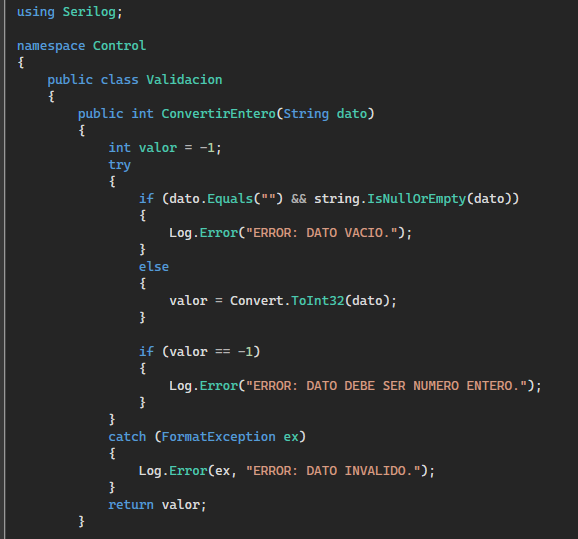 using Serilog;
namespace Control
{
public class Validacion
{
public int ConvertirEntero(String dato)
{
int valor = -1;
try
{
if (dato.Equals("") && string.IsNullOrEmpty(dato))
{
Log.Error("ERROR: DATO VACIO.");
}
else
{
valor = Convert.ToInt32(dato);
}
if (valor == -1)
{
Log.Error("ERROR: DATO DEBE SER NUMERO ENTERO.");
}
}
catch (FormatException ex)
{
Log.Error(ex, "ERROR: DATO INVALIDO.");
}
return valor;
}